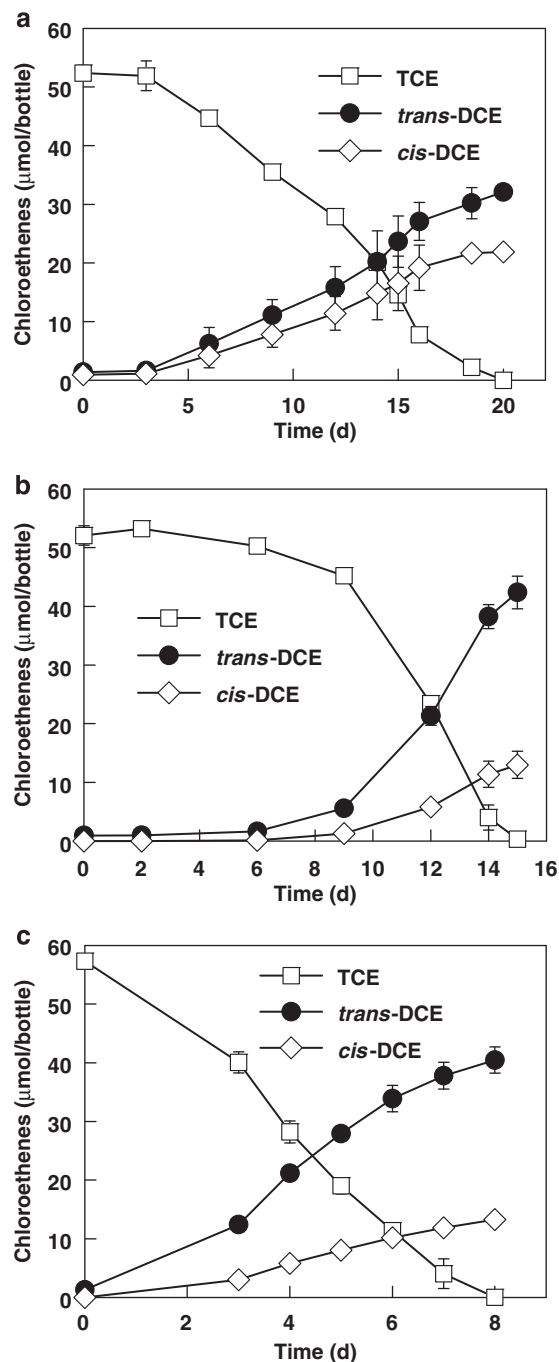 a
60
50
40
30
20
10
0
Chloroethenes (μmol/bottle)
TCE
trans-DCE
cis-DCE
0 5 10 15 20
Time (d)
b
60
50
40
30
20
10
0
Chloroethenes (μmol/bottle)
TCE
trans-DCE
cis-DCE
0 2 4 6 8 10 12 14 16
Time (d)
c
60
50
40
30
20
10
0
Chloroethenes (μmol/bottle)
TCE
trans-DCE
cis-DCE
0 2 4 6 8
Time (d)